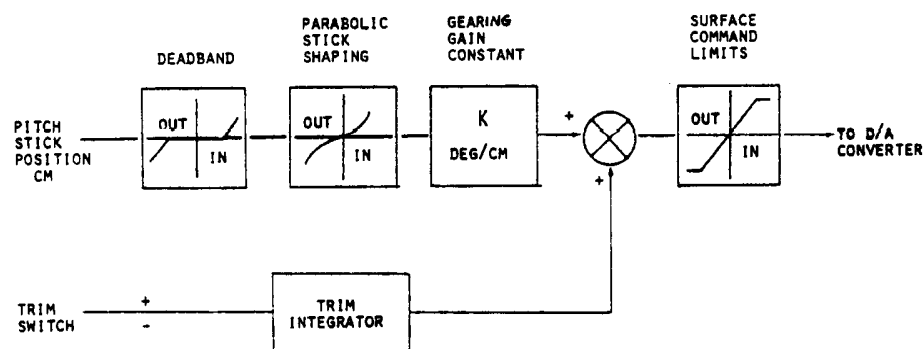 DEADBAND
PARABOLIC
STICK
SHAPING
GEARING
GAIN
CONSTANT
SURFACE
COMMAND
LIMITS
PITCH
STICK
POSITION
CM
OUT
IN
OUT
IN
K
DEG/CM
+
+
OUT
IN
TO D/A
CONVERTER
TRIM
SWITCH
+
-
TRIM
INTEGRATOR